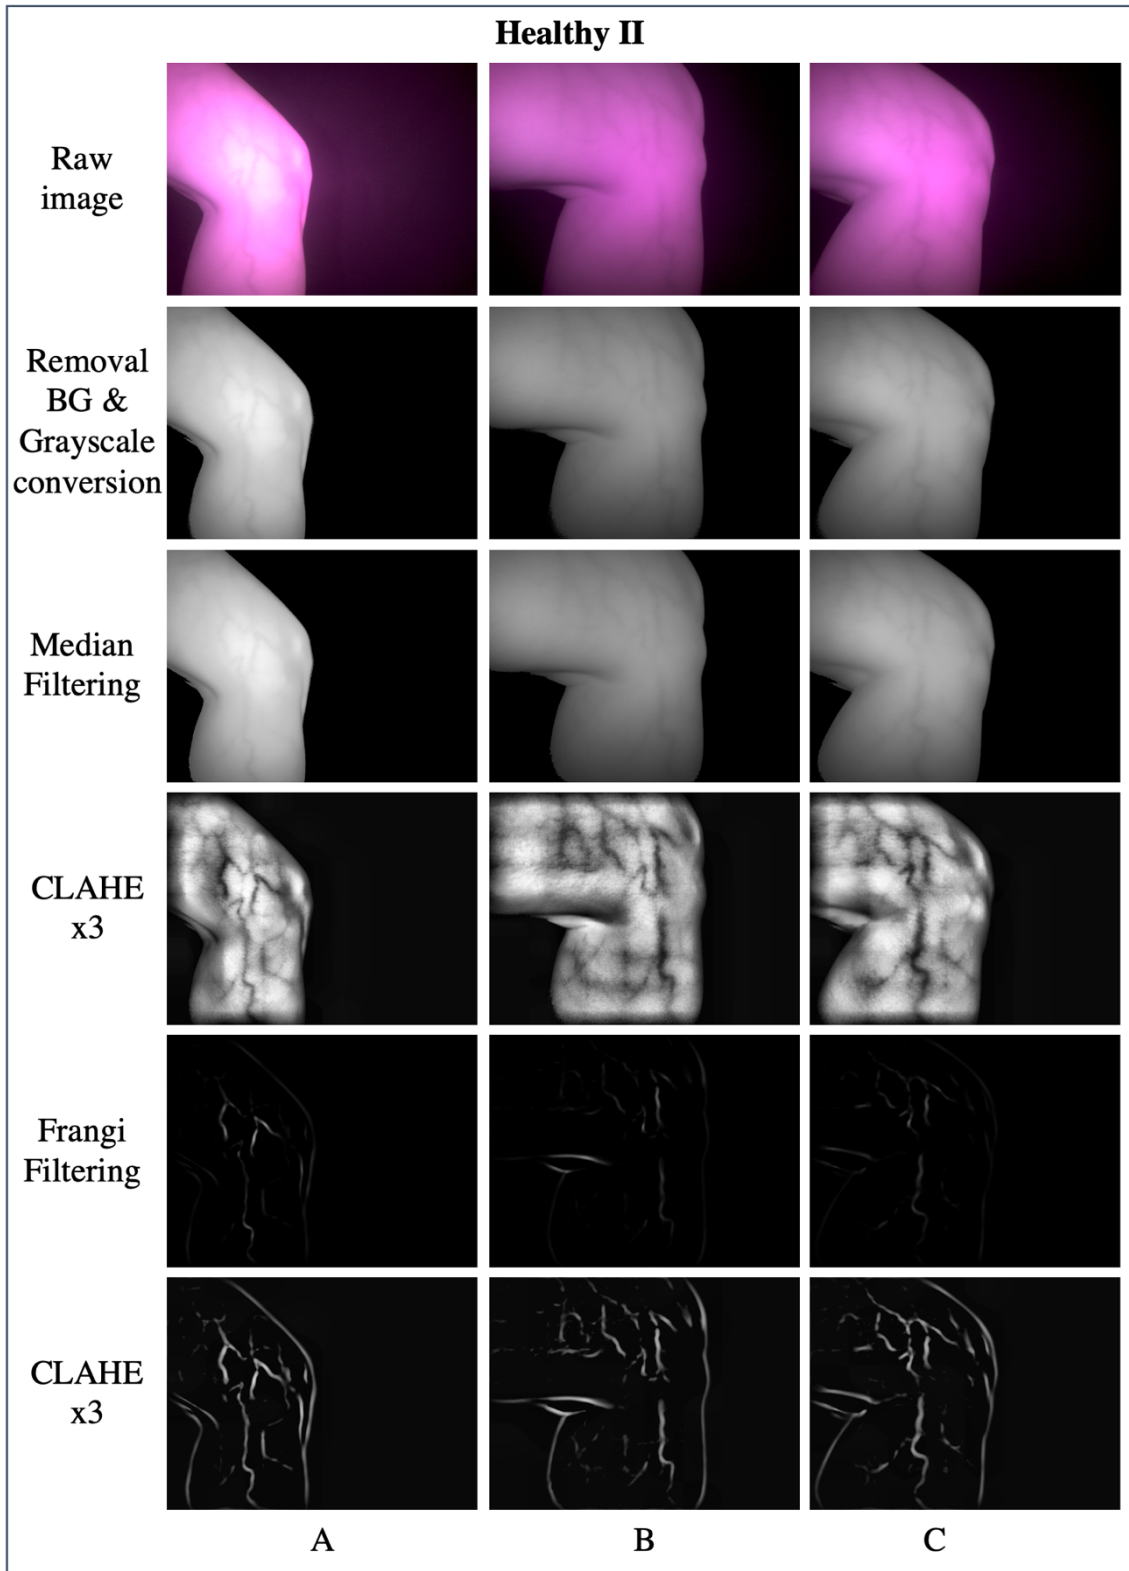 Healthy II
Raw
image
Removal
BG &
Grayscale
conversion
Median
Filtering
CLAHE
x3
Frangi
Filtering
CLAHE
x3
A
B
C